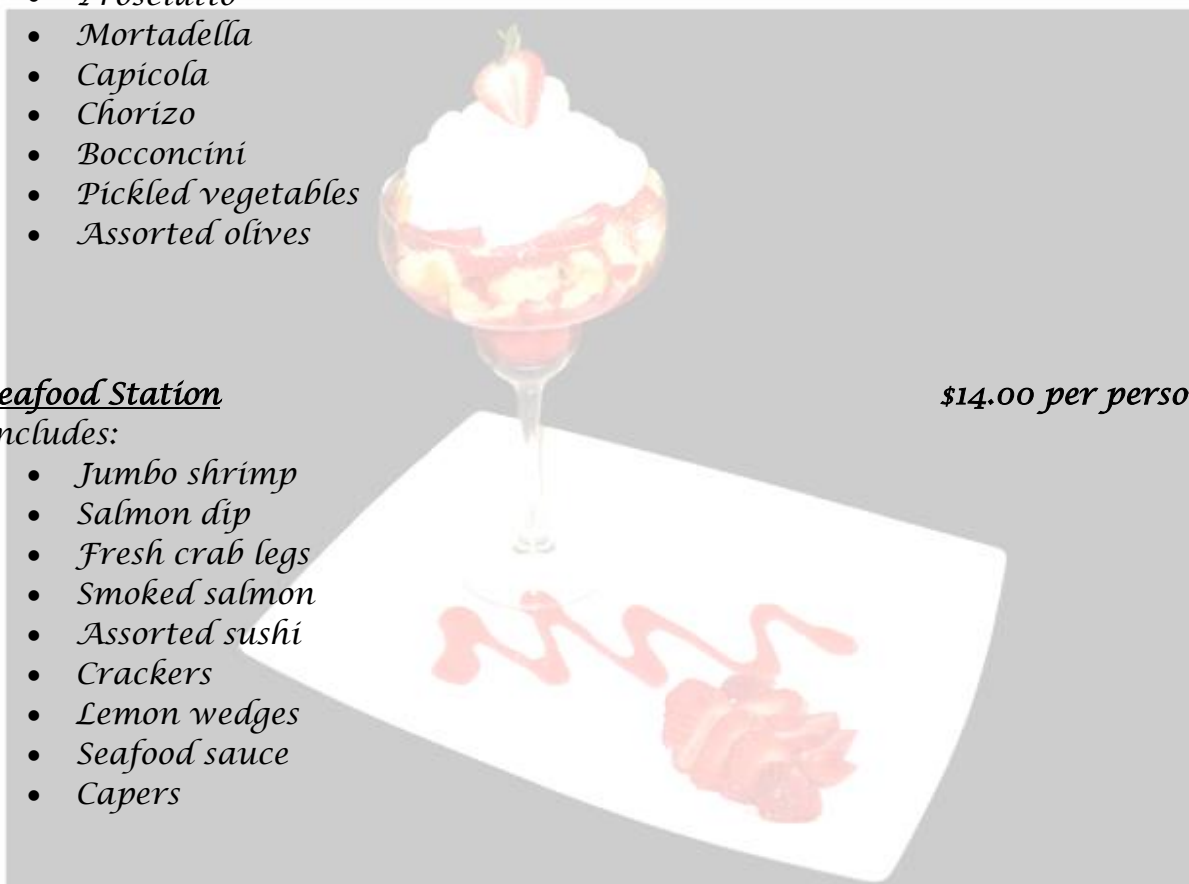 Prosciutto
• Mortadella
• Capicola
• Chorizo
• Bocconcini
• Pickled vegetables
• Assorted olives
eafood Station $14.00 per perso
ncludes:
• Jumbo shrimp
• Salmon dip
• Fresh crab legs
• Smoked salmon
• Assorted sushi
• Crackers
• Lemon wedges
• Seafood sauce
• Capers